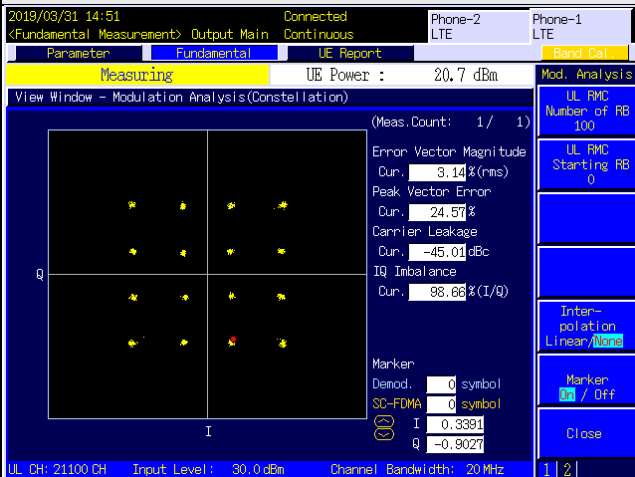 2019/03/31 14:51 Connected Phone-2 Phone-1
<Fundamental Measurement> Output Main Continuous LTE LTE
Parameter Fundamental UE Report Band Cal.
Measuring UE Power : 20.7 dBm Mod. Analysis
View Window - Modulation Analysis(Constellation)
(Meas.Count: 1/ 1)
Error Vector Magnitude
Cur. 3.14 %(rms)
Peak Vector Error
Cur. 24.57 %
Carrier Leakage
Cur. -45.01 dBc
IQ Imbalance
Cur. 98.66 %(I/Q)
Q
I
Marker
Demod. 0 symbol
SC-FDMA 0 symbol
I 0.3391
Q -0.9027
UL RMC
Number of RB
100
UL RMC
Starting RB
0
Inter-
polation
Linear/None
Marker
On / Off
Close
UL CH: 21100 CH Input Level: 30.0 dBm Channel Bandwidth: 20 MHz 1 2